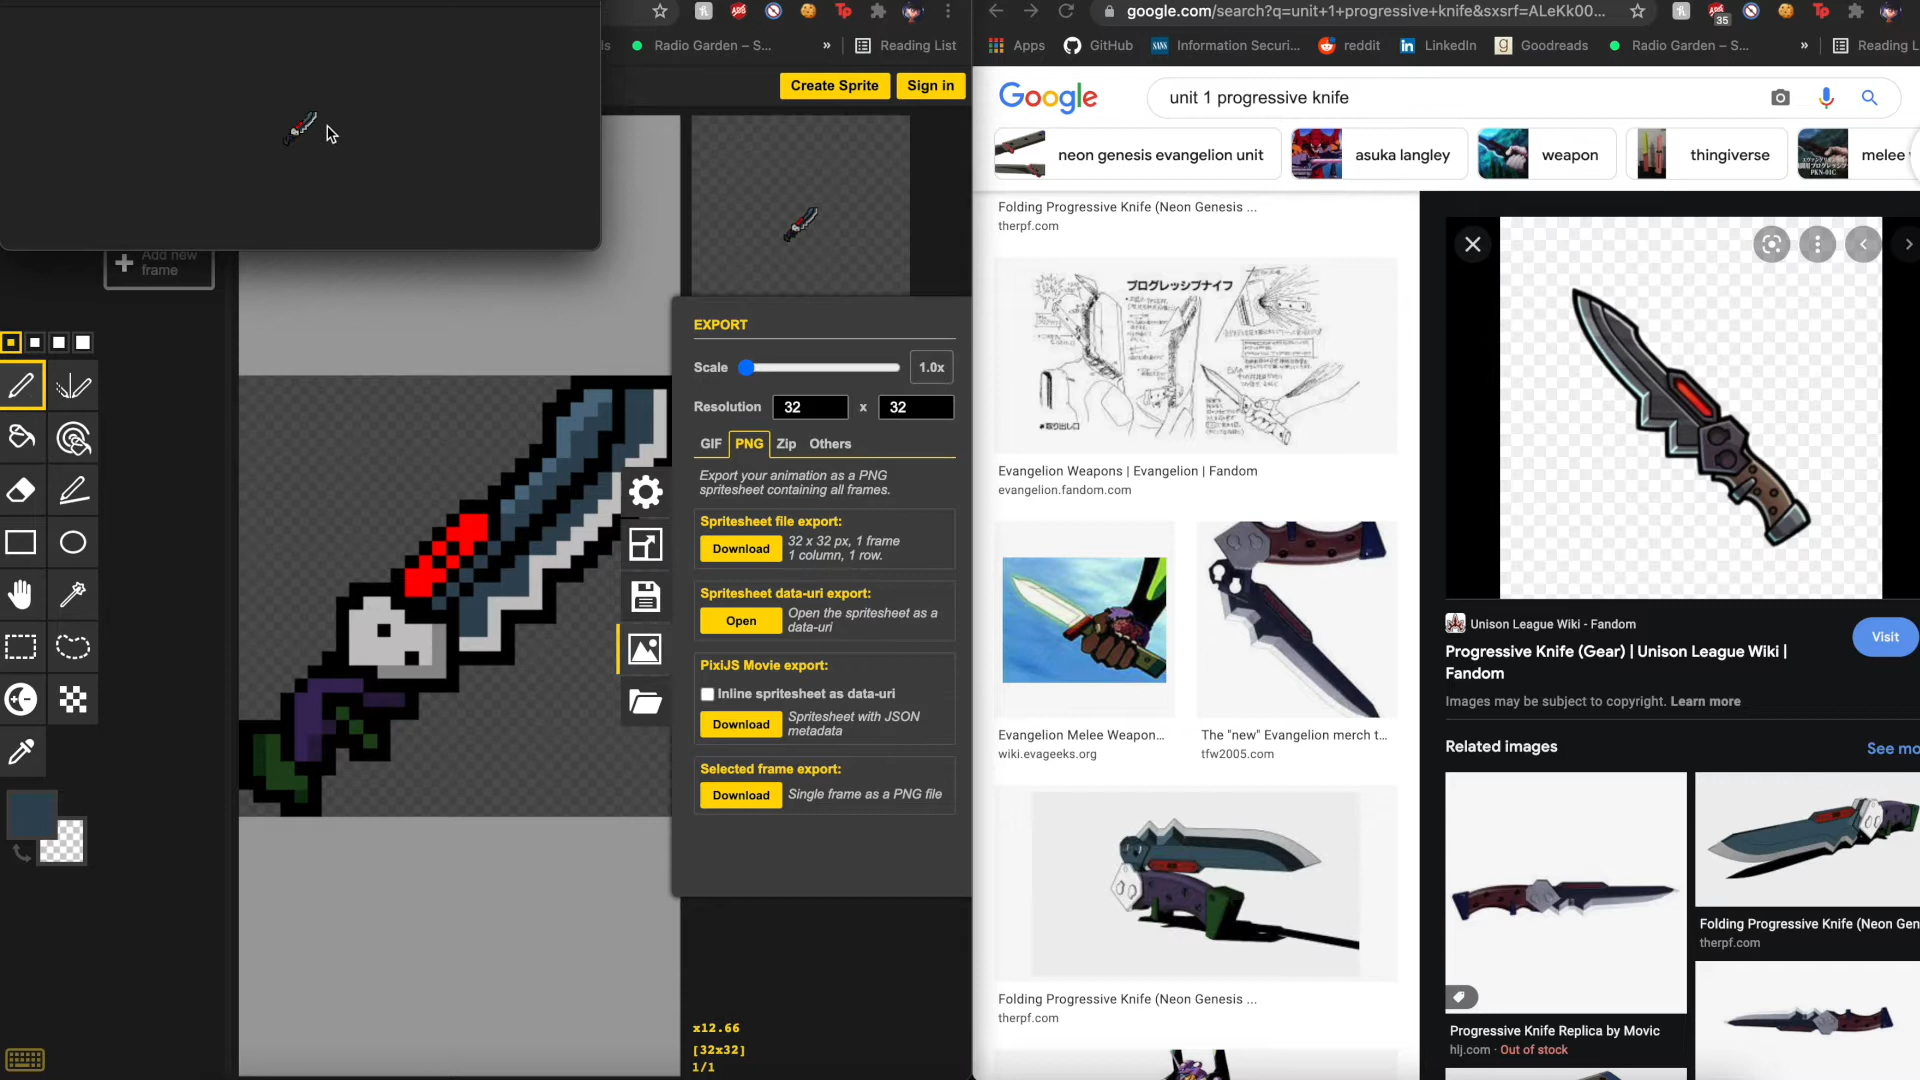 ls
Radio Garden – S...
»
Reading List
Create Sprite
Sign in
Add new
frame
EXPORT
Scale
1.0x
Resolution
32
x
32
GIF
PNG
Zip
Others
Export your animation as a PNG
spritesheet containing all frames.
Spritesheet file export:
Download
32 x 32 px, 1 frame
1 column, 1 row.
Spritesheet data-uri export:
Open
Open the spritesheet as a
data-uri
PixiJS Movie export:
Inline spritesheet as data-uri
Download
Spritesheet with JSON
metadata
Selected frame export:
Download
Single frame as a PNG file
x12.66
[32x32]
1/1
google.com/search?q=unit+1+progressive+knife&sxsrf=ALeKk00...
35
Apps
GitHub
Information Securi...
reddit
LinkedIn
Goodreads
Radio Garden – S...
»
Reading L
Google
unit 1 progressive knife
neon genesis evangelion unit
asuka langley
weapon
thingiverse
melee
Folding Progressive Knife (Neon Genesis ...
therpf.com
プログレッシブナイフ
Evangelion Weapons | Evangelion | Fandom
evangelion.fandom.com
Evangelion Melee Weapon...
wiki.evageeks.org
The "new" Evangelion merch t...
tfw2005.com
Folding Progressive Knife (Neon Genesis ...
therpf.com
Unison League Wiki - Fandom
Visit
Progressive Knife (Gear) | Unison League Wiki |
Fandom
Images may be subject to copyright. Learn more
Related images
See mo
Folding Progressive Knife (Neon Gen
therpf.com
Progressive Knife Replica by Movic
hlj.com · Out of stock